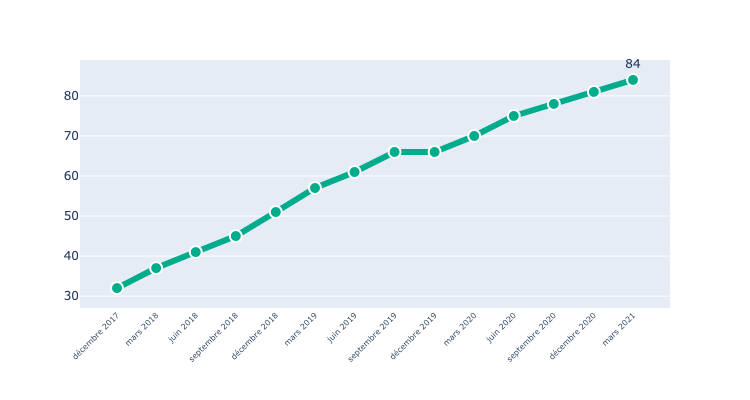 84
80
70
60
50
40
30
décembre 2017
mars 2018
juin 2018
septembre 2018
décembre 2018
mars 2019
juin 2019
septembre 2019
décembre 2019
mars 2020
juin 2020
septembre 2020
décembre 2020
mars 2021